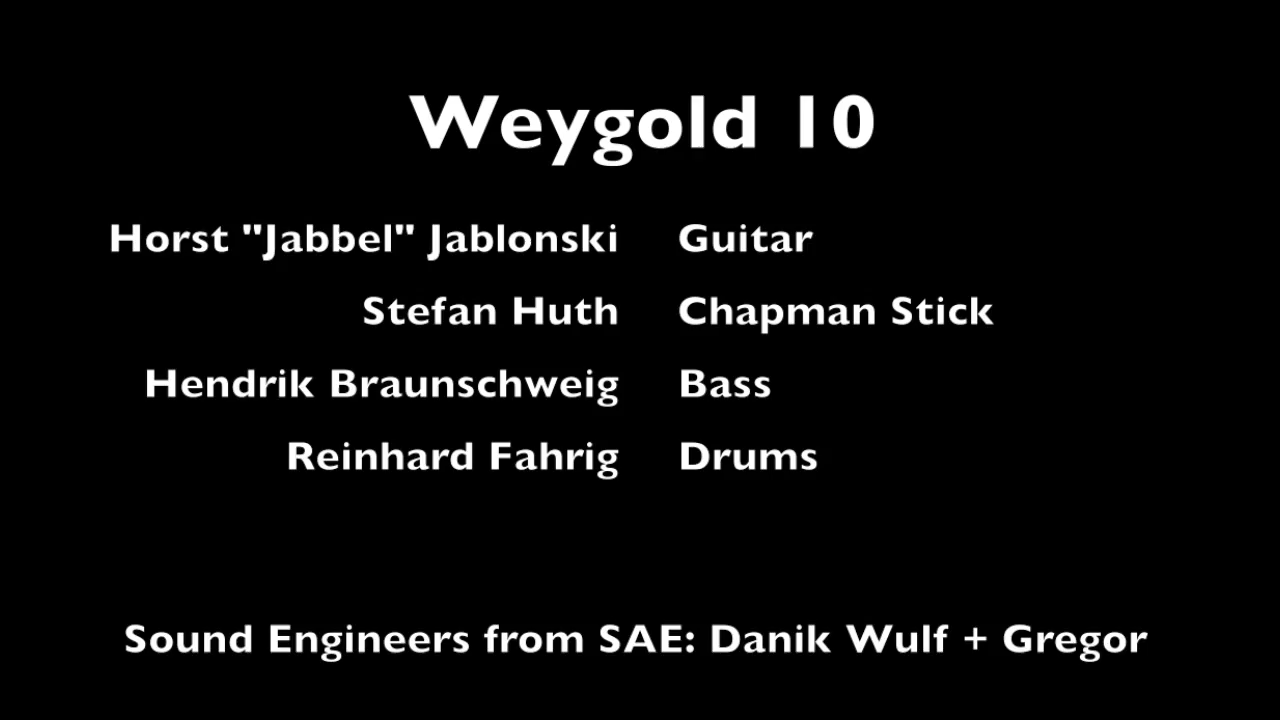 Weygold 10
Horst "Jabbel" Jablonski Guitar
Stefan Huth Chapman Stick
Hendrik Braunschweig Bass
Reinhard Fahrig Drums
Sound Engineers from SAE: Danik Wulf + Gregor